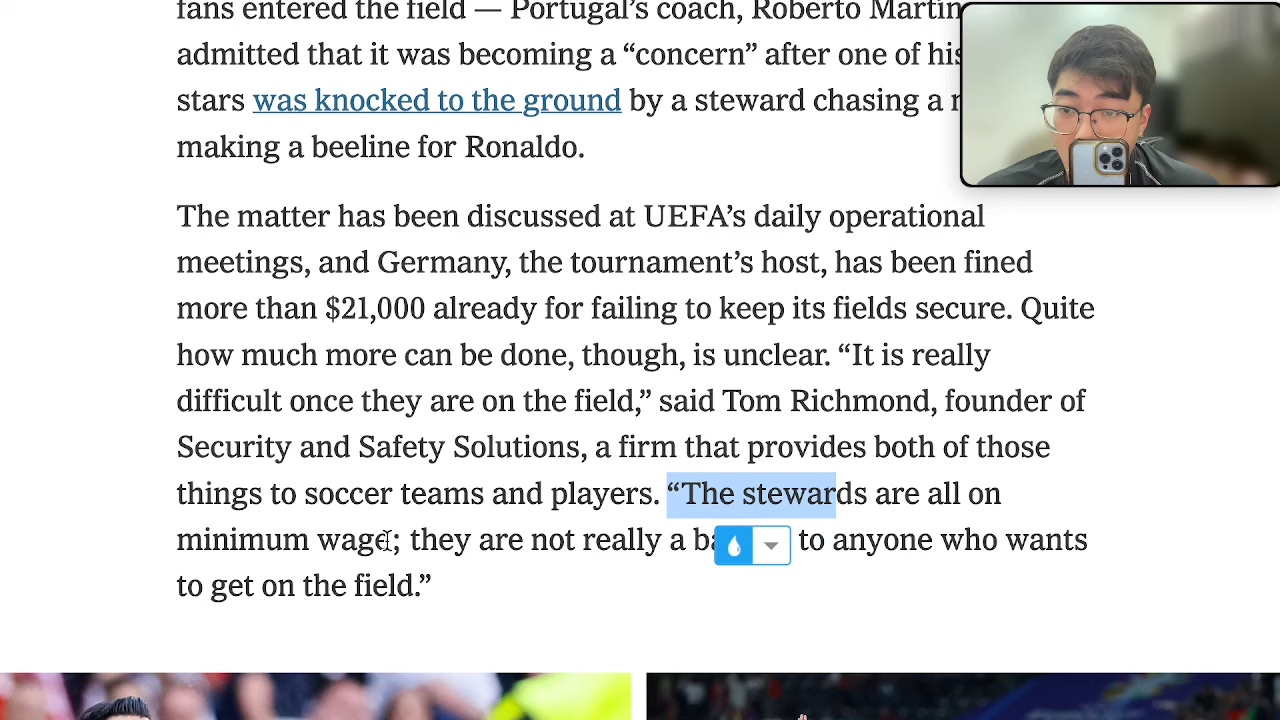 fans entered the field — Portugal’s coach, Roberto
admitted that it was becoming a “concern” after one of his
stars was knocked to the ground by a steward chasing a
making a beeline for Ronaldo.
The matter has been discussed at UEFA’s daily operational
meetings, and Germany, the tournament’s host, has been fined
more than $21,000 already for failing to keep its fields secure. Quite
how much more can be done, though, is unclear. “It is really
difficult once they are on the field,” said Tom Richmond, founder of
Security and Safety Solutions, a firm that provides both of those
things to soccer teams and players. “The stewards are all on
minimum wage; they are not really a to anyone who wants
to get on the field.”